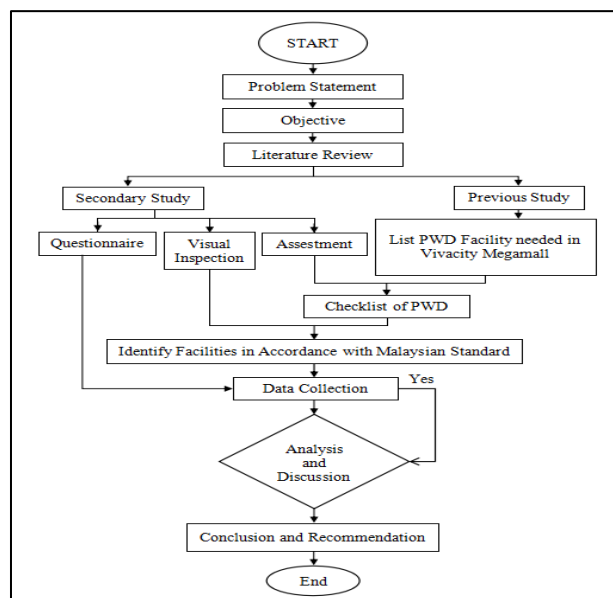 START
Problem Statement
Objective
Literature Review
Secondary Study
Previous Study
Questionnaire
Visual
Inspection
Assestment
List PWD Facility needed in
Vivacity Megamall
Checklist of PWD
Identify Facilities in Accordance with Malaysian Standard
Data Collection
Yes
Analysis
and
Discussion
Conclusion and Recommendation
End